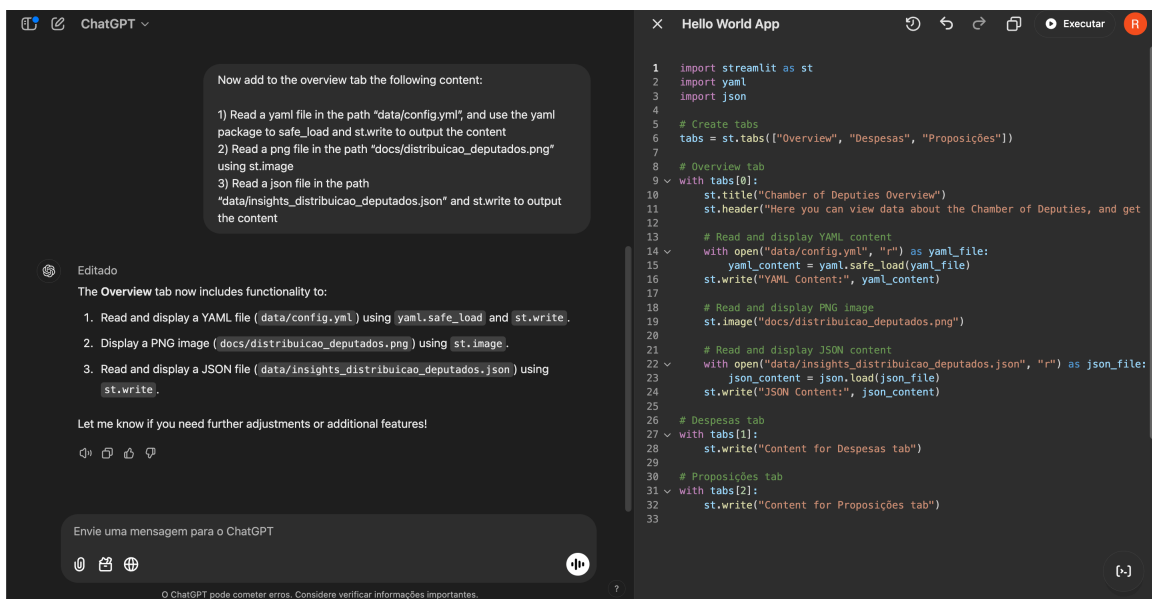 ChatGPT
Now add to the overview tab the following content:
1) Read a yaml file in the path “data/config.yml”, and use the yaml
package to safe_load and st.write to output the content
2) Read a png file in the path “docs/distribuicao_deputados.png”
using st.image
3) Read a json file in the path
“data/insights_distribuicao_deputados.json” and st.write to output
the content
Editado
The Overview tab now includes functionality to:
1. Read and display a YAML file ( data/config.yml ) using yaml.safe_load and st.write .
2. Display a PNG image ( docs/distribuicao_deputados.png ) using st.image .
3. Read and display a JSON file ( data/insights_distribuicao_deputados.json ) using
st.write .
Let me know if you need further adjustments or additional features!
Envie uma mensagem para o ChatGPT
O ChatGPT pode cometer erros. Considere verificar informações importantes.
?
Hello World App
Executar
R
1 import streamlit as st
2 import yaml
3 import json
4
5 # Create tabs
6 tabs = st.tabs(["Overview", "Despesas", "Proposições"])
7
8 # Overview tab
9 with tabs[0]:
10 st.title("Chamber of Deputies Overview")
11 st.header("Here you can view data about the Chamber of Deputies, and get
12
13 # Read and display YAML content
14 with open("data/config.yml", "r") as yaml_file:
15 yaml_content = yaml.safe_load(yaml_file)
16 st.write("YAML Content:", yaml_content)
17
18 # Read and display PNG image
19 st.image("docs/distribuicao_deputados.png")
20
21 # Read and display JSON content
22 with open("data/insights_distribuicao_deputados.json", "r") as json_file:
23 json_content = json.load(json_file)
24 st.write("JSON Content:", json_content)
25
26 # Despesas tab
27 with tabs[1]:
28 st.write("Content for Despesas tab")
29
30 # Proposições tab
31 with tabs[2]:
32 st.write("Content for Proposições tab")
33